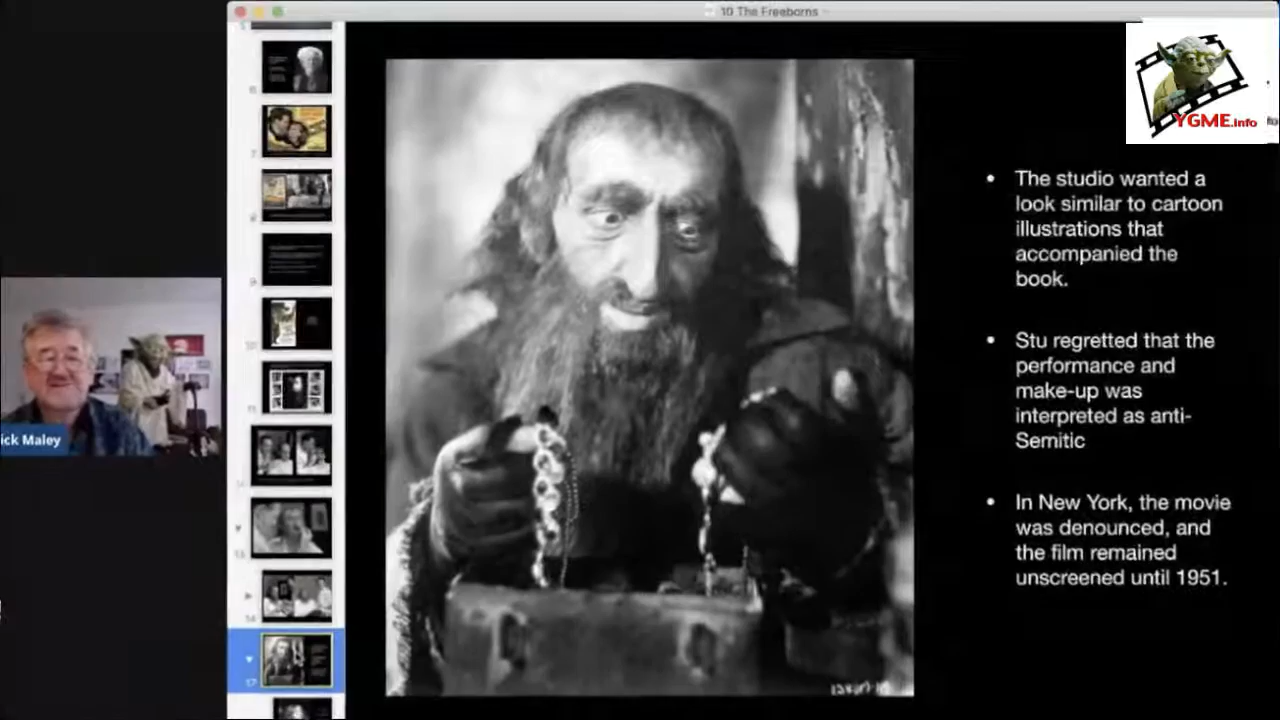 10 The Freeborns
YGME.info
• The studio wanted a
look similar to cartoon
illustrations that
accompanied the
book.
• Stu regretted that the
performance and
make-up was
interpreted as anti-
Semitic
• In New York, the movie
was denounced, and
the film remained
unscreened until 1951.
ick Maley